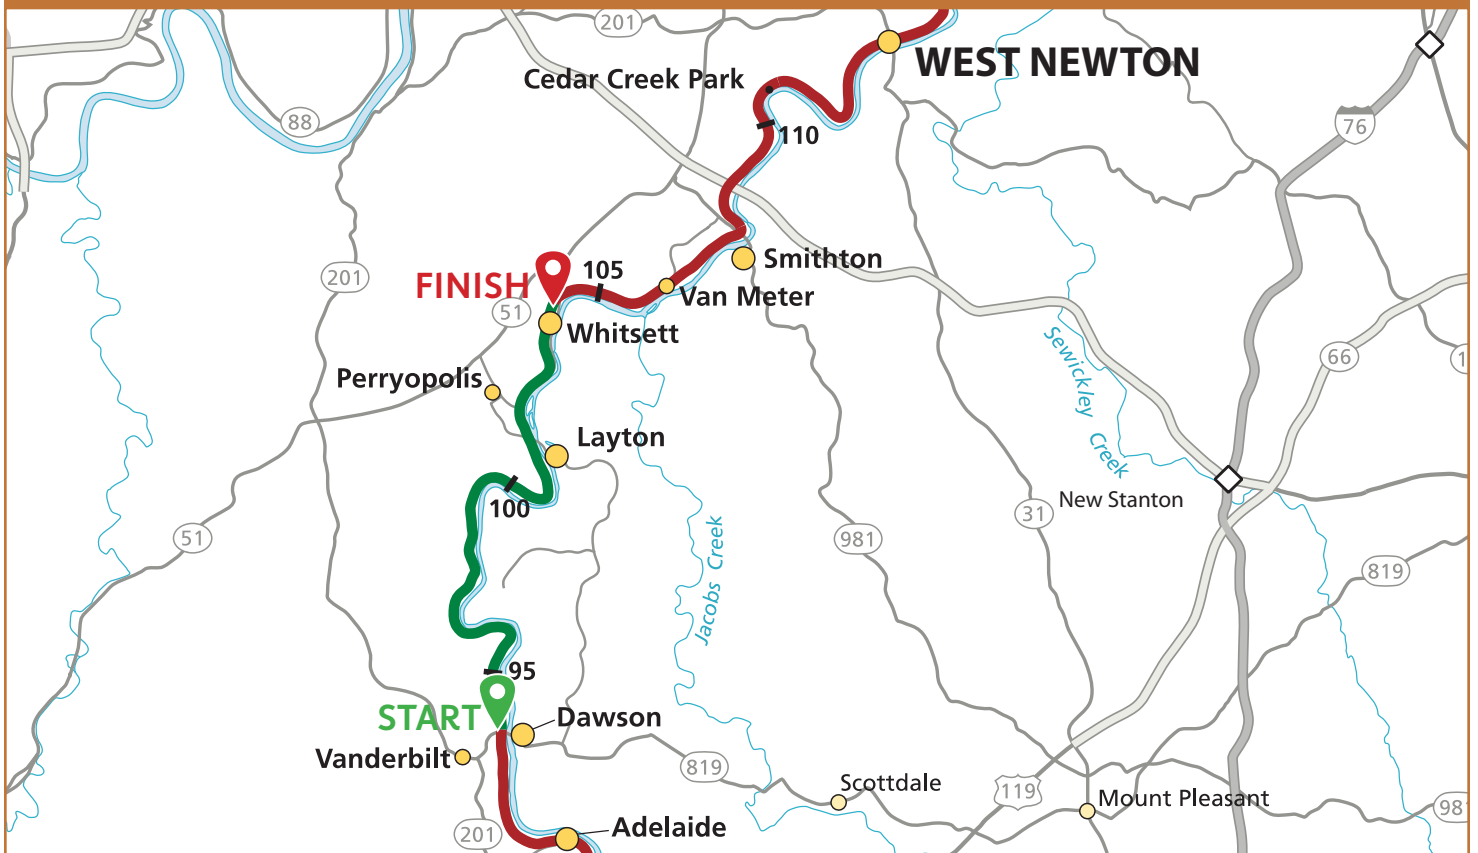 201
WEST NEWTON
Cedar Creek Park
88
110
76
201
FINISH
105
Smithton
51
Van Meter
Whitsett
Sewickley Creek
66
1
Perryopolis
Layton
100
New Stanton
31
51
981
Jacobs Creek
819
95
START
Dawson
Vanderbilt
819
Scottdale
119
Mount Pleasant
981
201
Adelaide